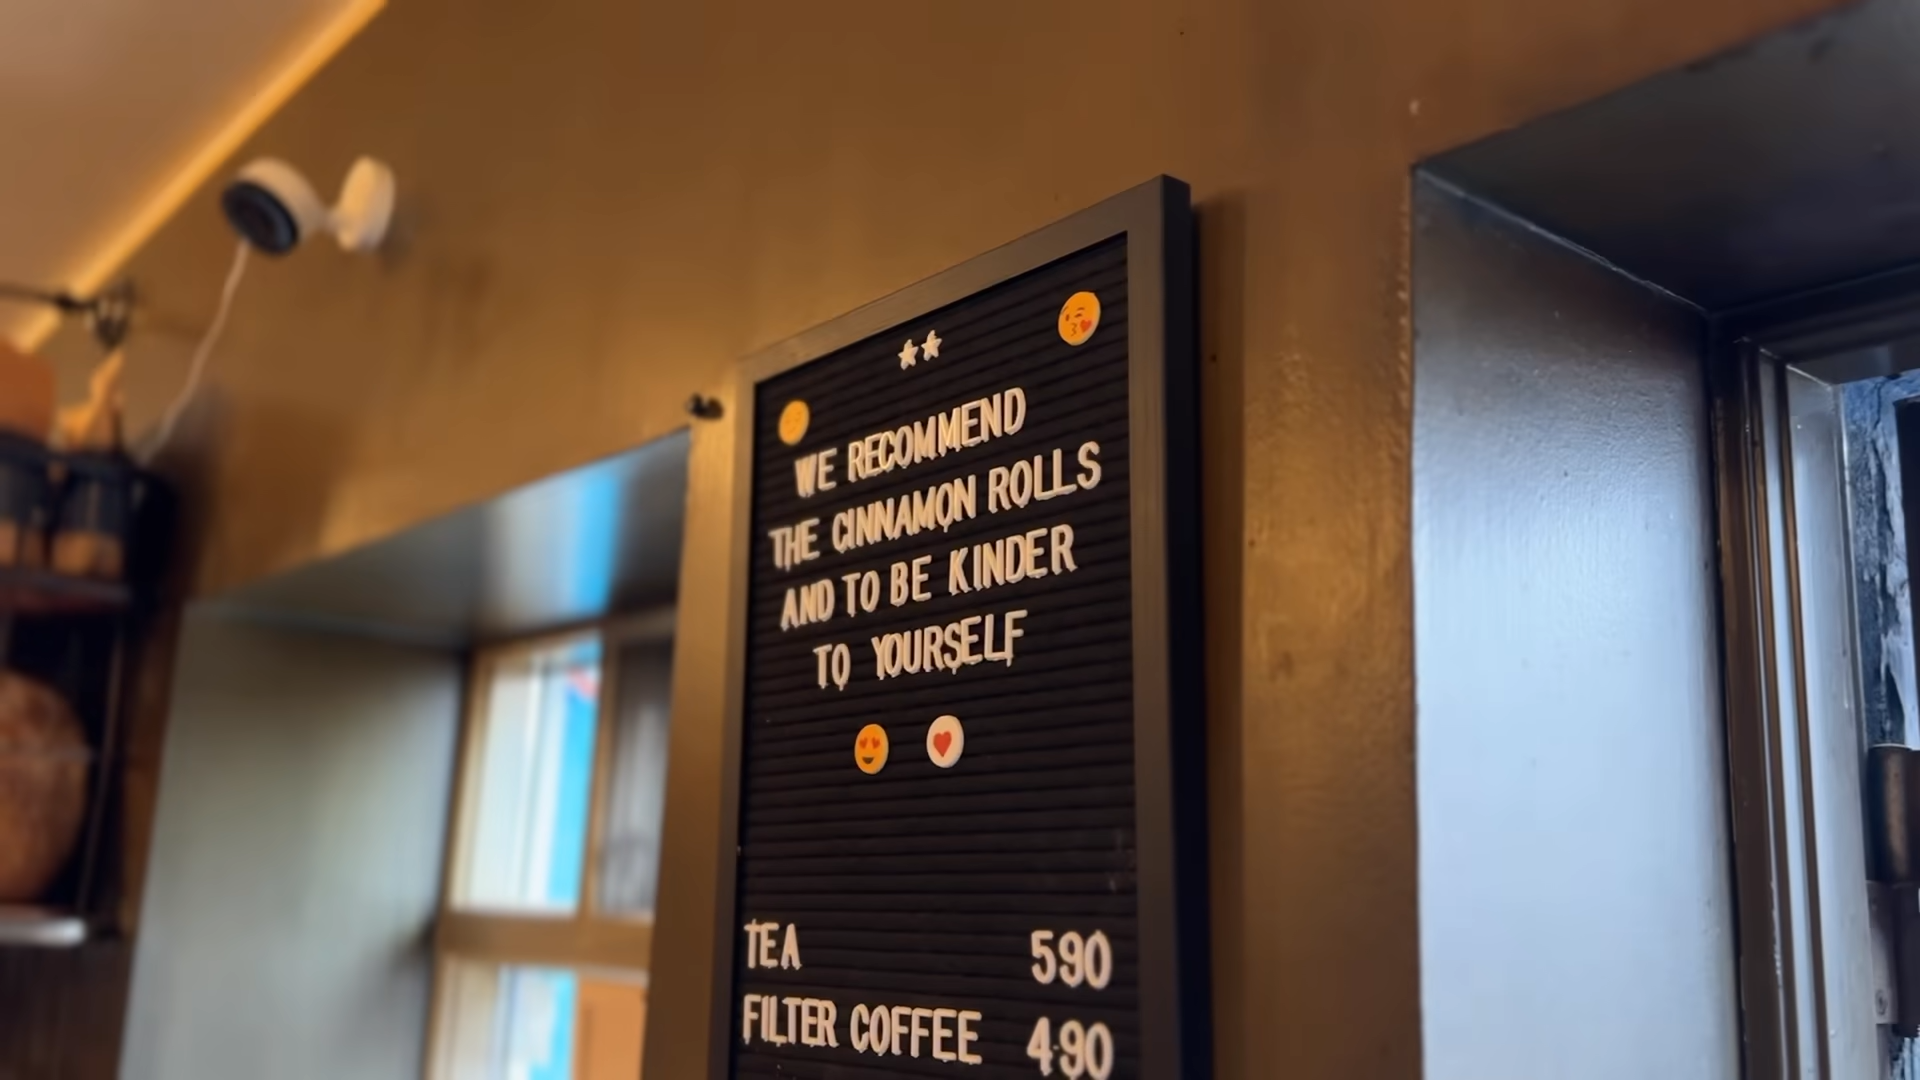 WE RECOMMEND
THE CINNAMON ROLLS
AND TO BE KINDER
TO YOURSELF
TEA 590
FILTER COFFEE 490